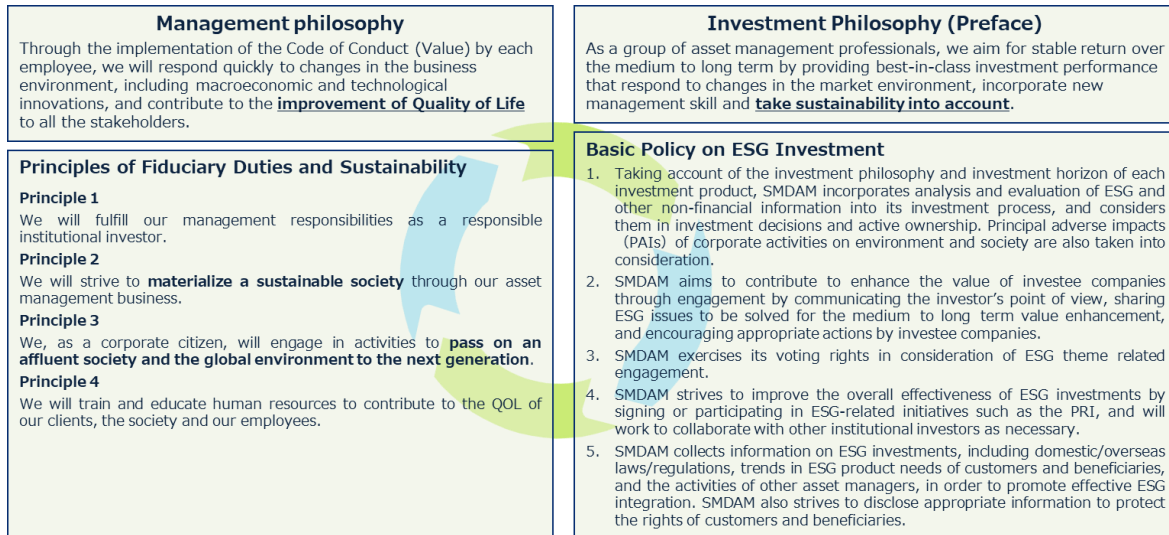 Management philosophy
Through the implementation of the Code of Conduct (Value) by each
employee, we will respond quickly to changes in the business
environment, including macroeconomic and technological
innovations, and contribute to the improvement of Quality of Life
to all the stakeholders.
Principles of Fiduciary Duties and Sustainability
Principle 1
We will fulfill our management responsibilities as a responsible
institutional investor.
Principle 2
We will strive to materialize a sustainable society through our asset
management business.
Principle 3
We, as a corporate citizen, will engage in activities to pass on an
affluent society and the global environment to the next generation.
Principle 4
We will train and educate human resources to contribute to the QOL of
our clients, the society and our employees.
Investment Philosophy (Preface)
As a group of asset management professionals, we aim for stable return over
the medium to long term by providing best-in-class investment performance
that respond to changes in the market environment, incorporate new
management skill and take sustainability into account.
Basic Policy on ESG Investment
1. Taking account of the investment philosophy and investment horizon of each
investment product, SMDAM incorporates analysis and evaluation of ESG and
other non-financial information into its investment process, and considers
them in investment decisions and active ownership. Principal adverse impacts
（PAIs）of corporate activities on environment and society are also taken into
consideration.
2. SMDAM aims to contribute to enhance the value of investee companies
through engagement by communicating the investor's point of view, sharing
ESG issues to be solved for the medium to long term value enhancement,
and encouraging appropriate actions by investee companies.
3. SMDAM exercises its voting rights in consideration of ESG theme related
engagement.
4. SMDAM strives to improve the overall effectiveness of ESG investments by
signing or participating in ESG-related initiatives such as the PRI, and will
work to collaborate with other institutional investors as necessary.
5. SMDAM collects information on ESG investments, including domestic/overseas
laws/regulations, trends in ESG product needs of customers and beneficiaries,
and the activities of other asset managers, in order to promote effective ESG
integration. SMDAM also strives to disclose appropriate information to protect
the rights of customers and beneficiaries.